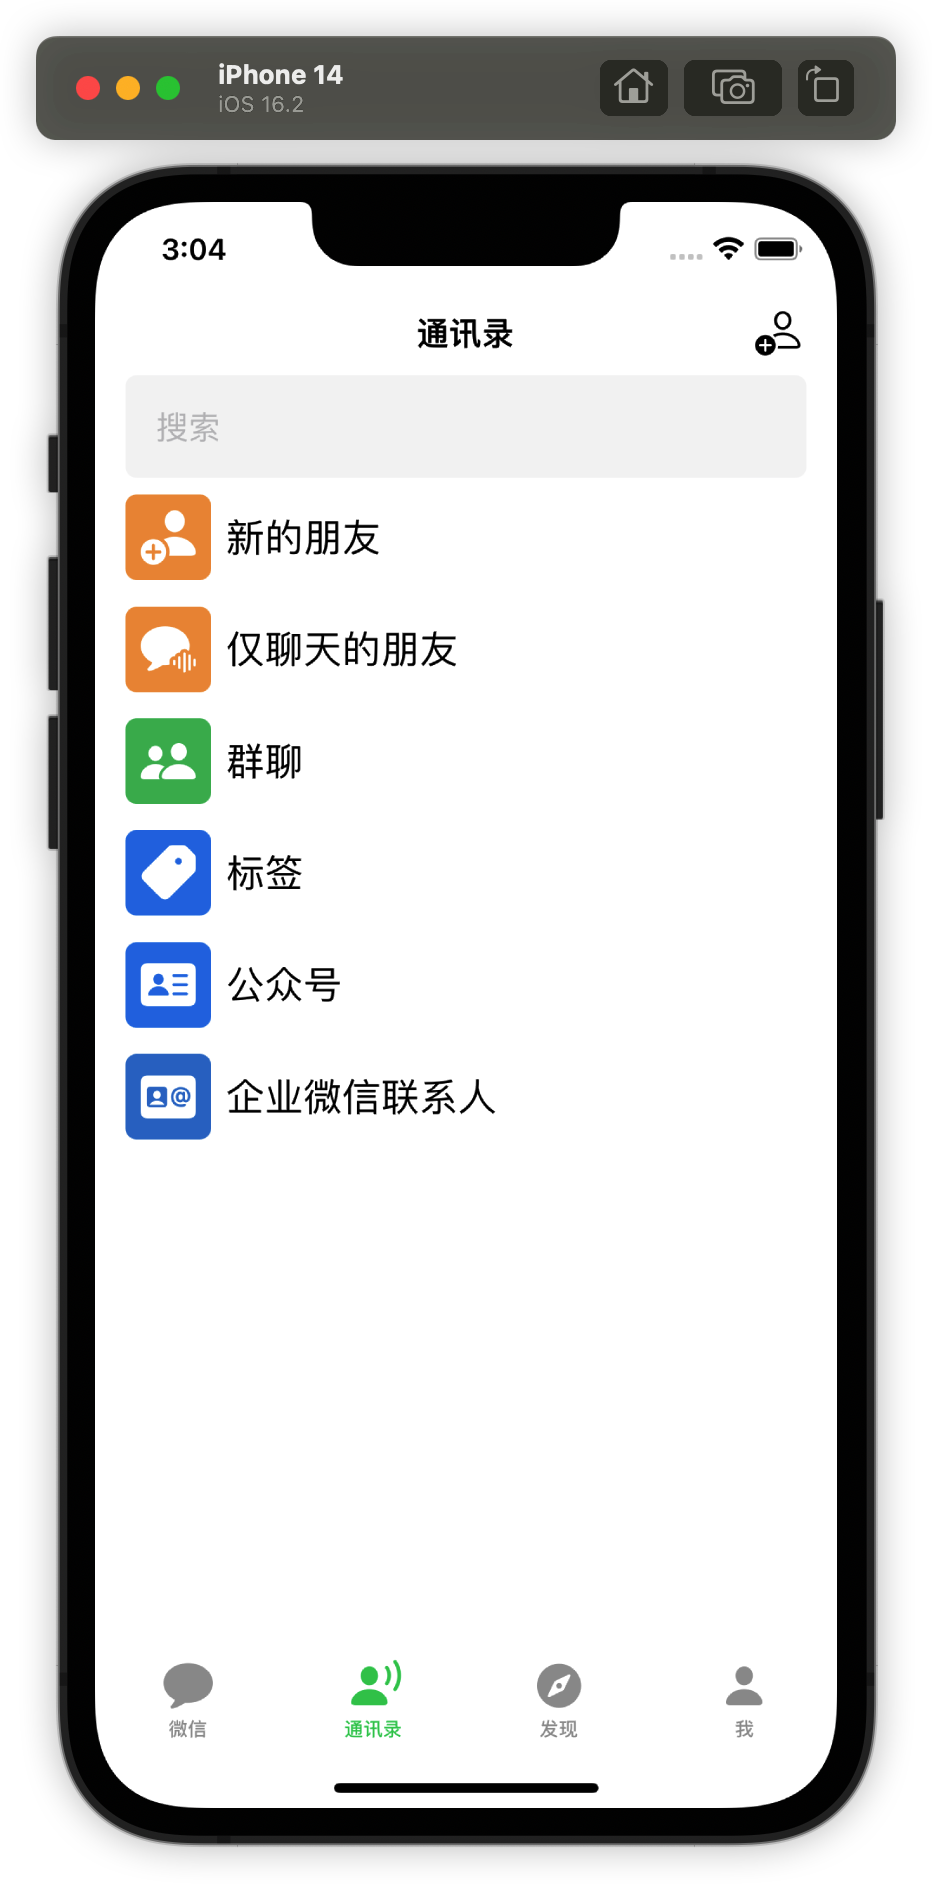 iPhone 14
iOS 16.2
3:04
通讯录
搜索
新的朋友
仅聊天的朋友
群聊
标签
公众号
企业微信联系人
微信
通讯录
发现
我